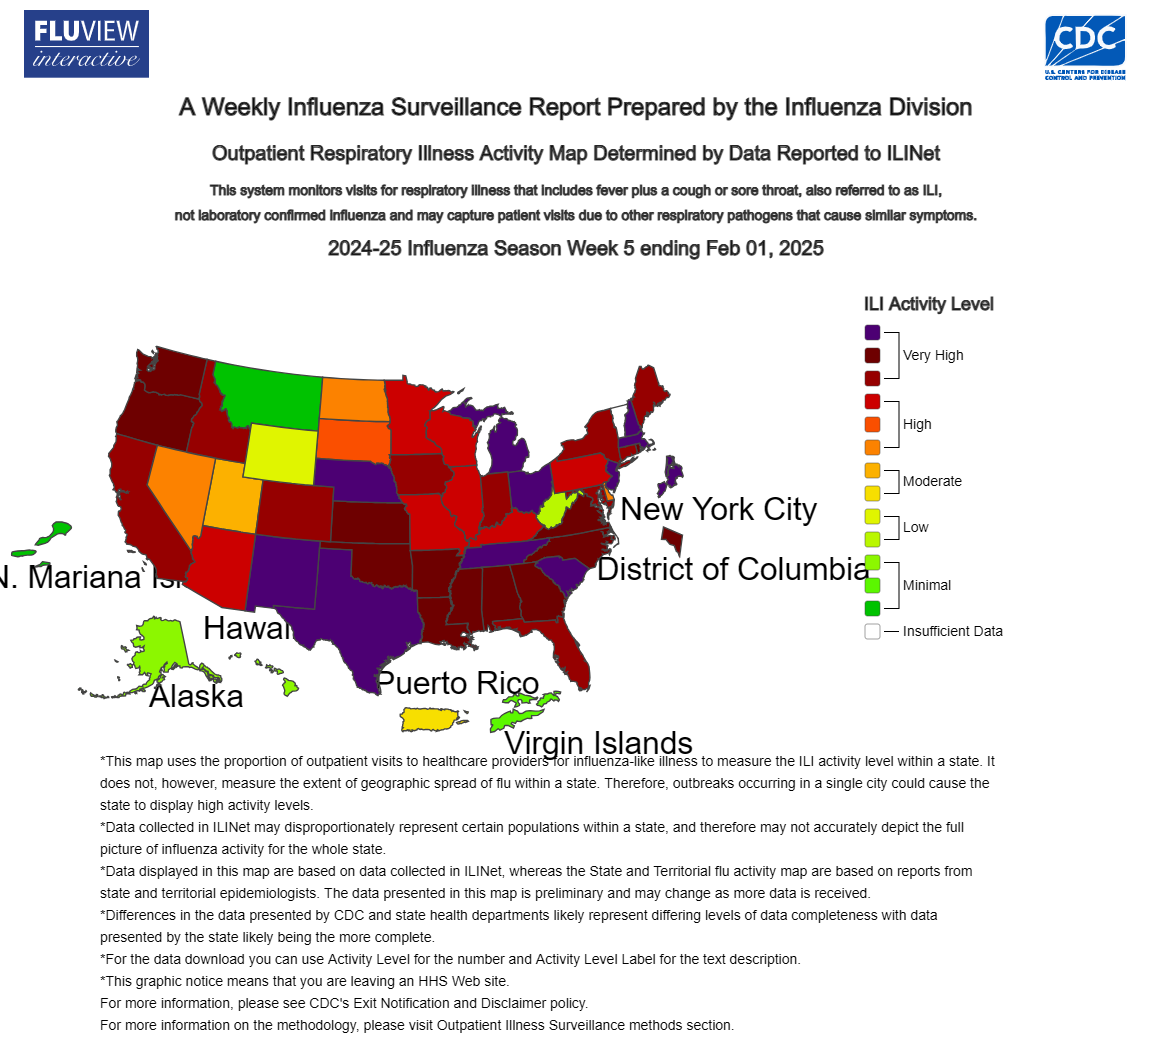 FLUVIEW
interactive
CDC
U.S. CENTERS FOR DISEASE
CONTROL AND PREVENTION
A Weekly Influenza Surveillance Report Prepared by the Influenza Division
Outpatient Respiratory Illness Activity Map Determined by Data Reported to ILINet
This system monitors visits for respiratory illness that includes fever plus a cough or sore throat, also referred to as ILI,
not laboratory confirmed influenza and may capture patient visits due to other respiratory pathogens that cause similar symptoms.
2024-25 Influenza Season Week 5 ending Feb 01, 2025
ILI Activity Level
Very High
High
Moderate
Low
Minimal
Insufficient Data
New York City
District of Columbia
N. Mariana Isl
Hawai
Alaska
Puerto Rico
Virgin Islands
*This map uses the proportion of outpatient visits to healthcare providers for influenza-like illness to measure the ILI activity level within a state. It
does not, however, measure the extent of geographic spread of flu within a state. Therefore, outbreaks occurring in a single city could cause the
state to display high activity levels.
*Data collected in ILINet may disproportionately represent certain populations within a state, and therefore may not accurately depict the full
picture of influenza activity for the whole state.
*Data displayed in this map are based on data collected in ILINet, whereas the State and Territorial flu activity map are based on reports from
state and territorial epidemiologists. The data presented in this map is preliminary and may change as more data is received.
*Differences in the data presented by CDC and state health departments likely represent differing levels of data completeness with data
presented by the state likely being the more complete.
*For the data download you can use Activity Level for the number and Activity Level Label for the text description.
*This graphic notice means that you are leaving an HHS Web site.
For more information, please see CDC's Exit Notification and Disclaimer policy.
For more information on the methodology, please visit Outpatient Illness Surveillance methods section.